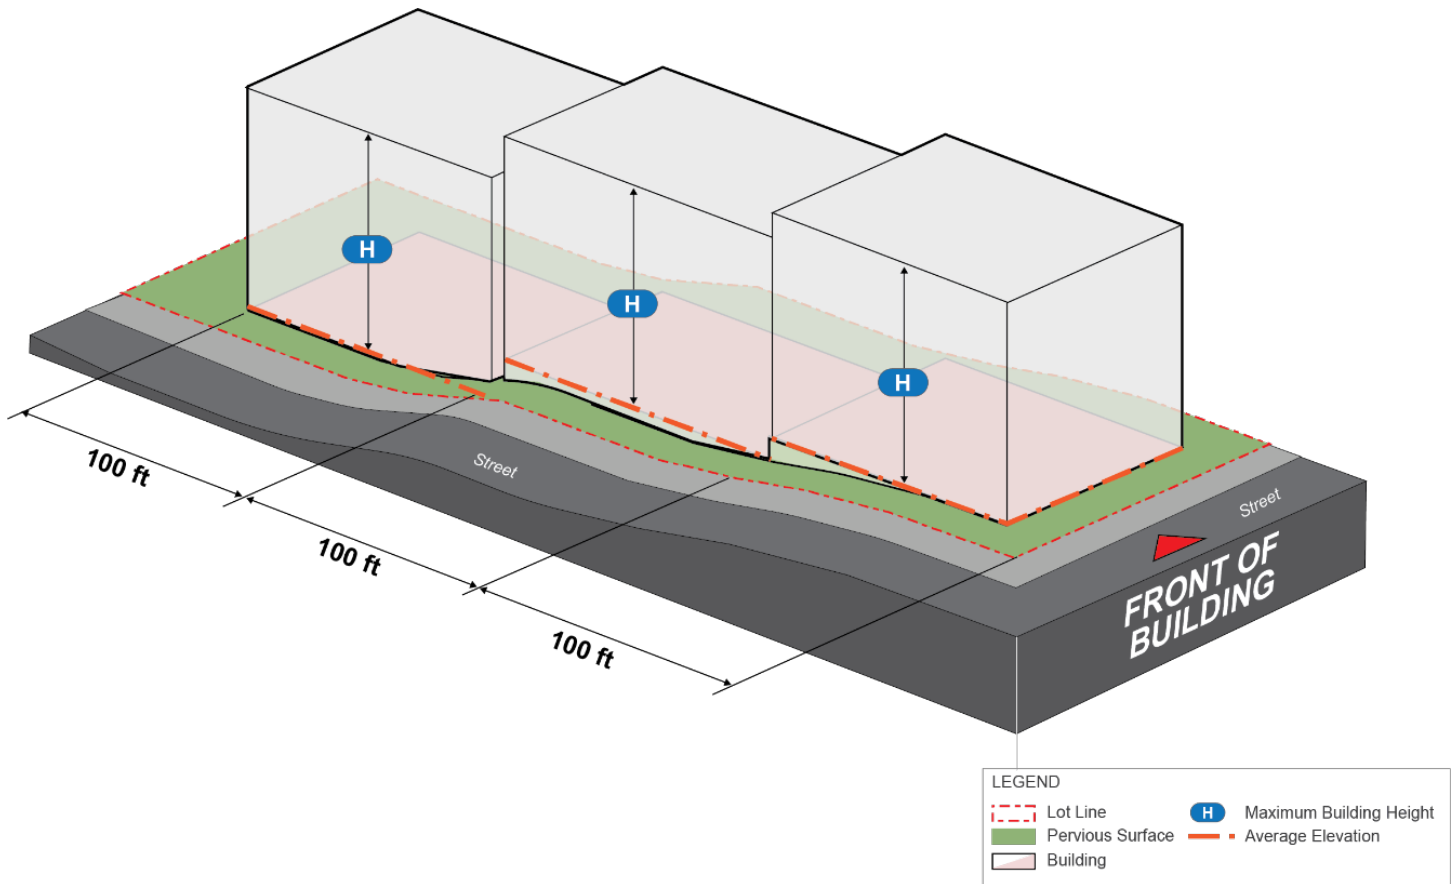 H
H
H
100 ft
100 ft
100 ft
Street
Street
FRONT OF
BUILDING
LEGEND
Lot Line
H Maximum Building Height
Pervious Surface
Average Elevation
Building